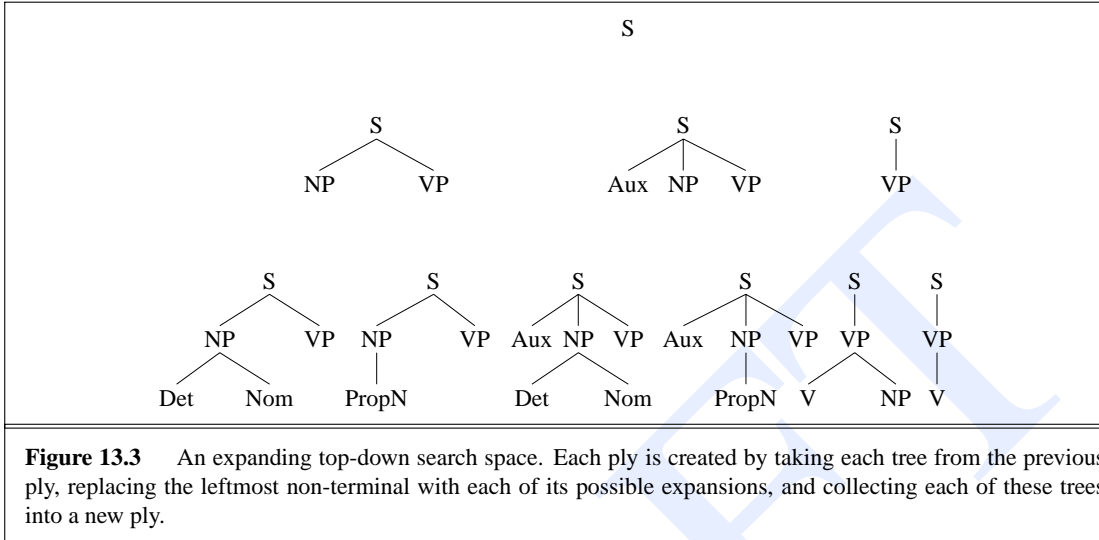 S
S S S
NP VP Aux NP VP VP
S S S S S S
NP VP NP VP Aux NP VP Aux NP VP VP VP
Det Nom PropN Det Nom PropN V NP V
Figure 13.3 An expanding top-down search space. Each ply is created by taking each tree from the previous
ply, replacing the leftmost non-terminal with each of its possible expansions, and collecting each of these trees
into a new ply.